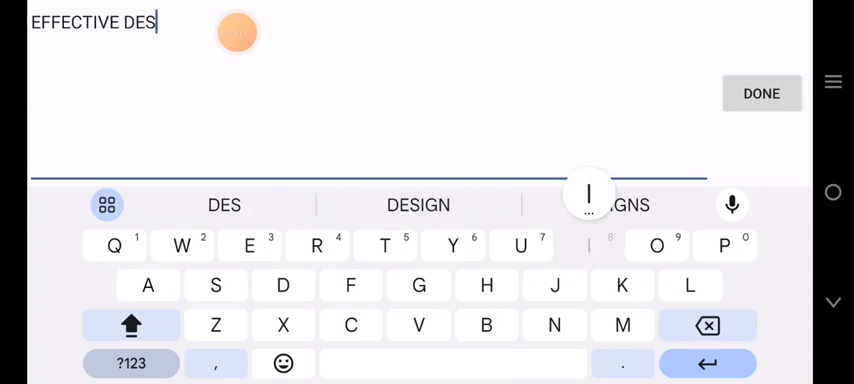 EFFECTIVE DES
DONE
DES DESIGN
I
Q 1 W 2 E 3 R 4 T 5 Y 6 U 7 I 8 O 9 P 0
A S D F G H J K L
Z X C V B N M
?123 , .